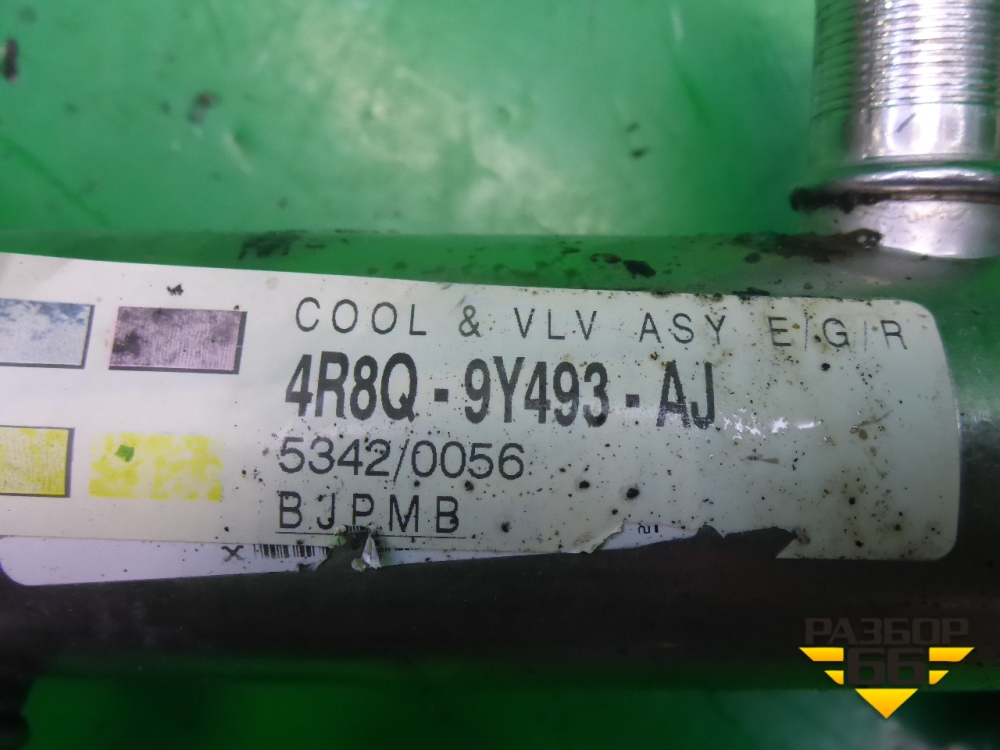 COOL & VLV ASY E/G/R
4R8Q - 9Y493 - AJ
5342/0056
BJPMB
X
РАЗБОР
66